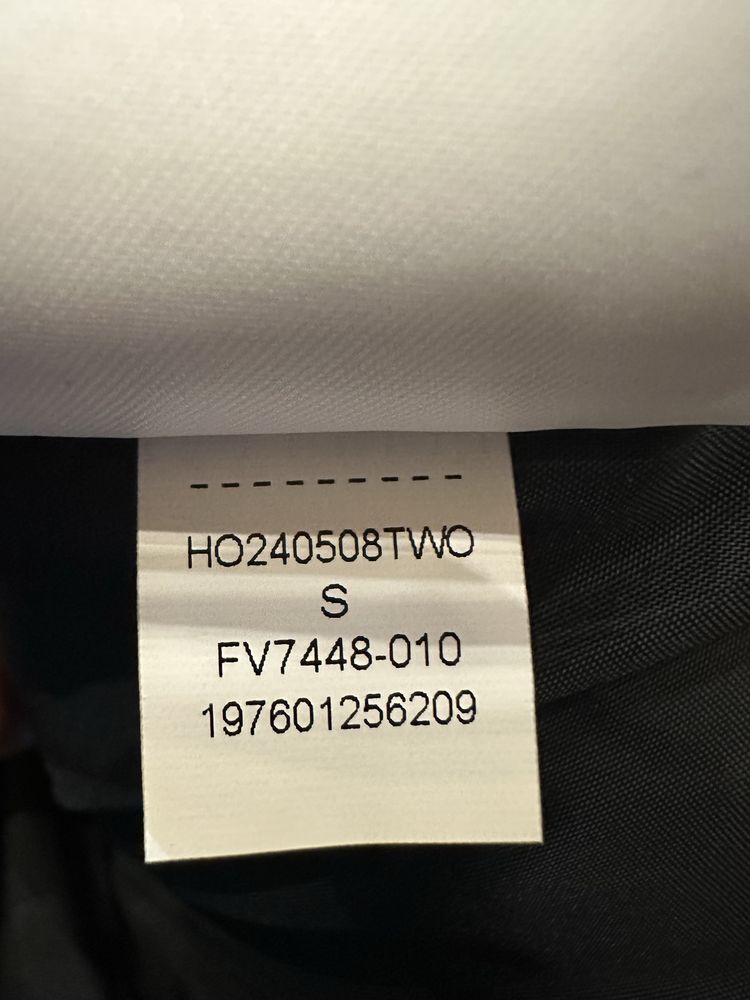 ---------
HO240508TWO
S
FV7448-010
197601256209